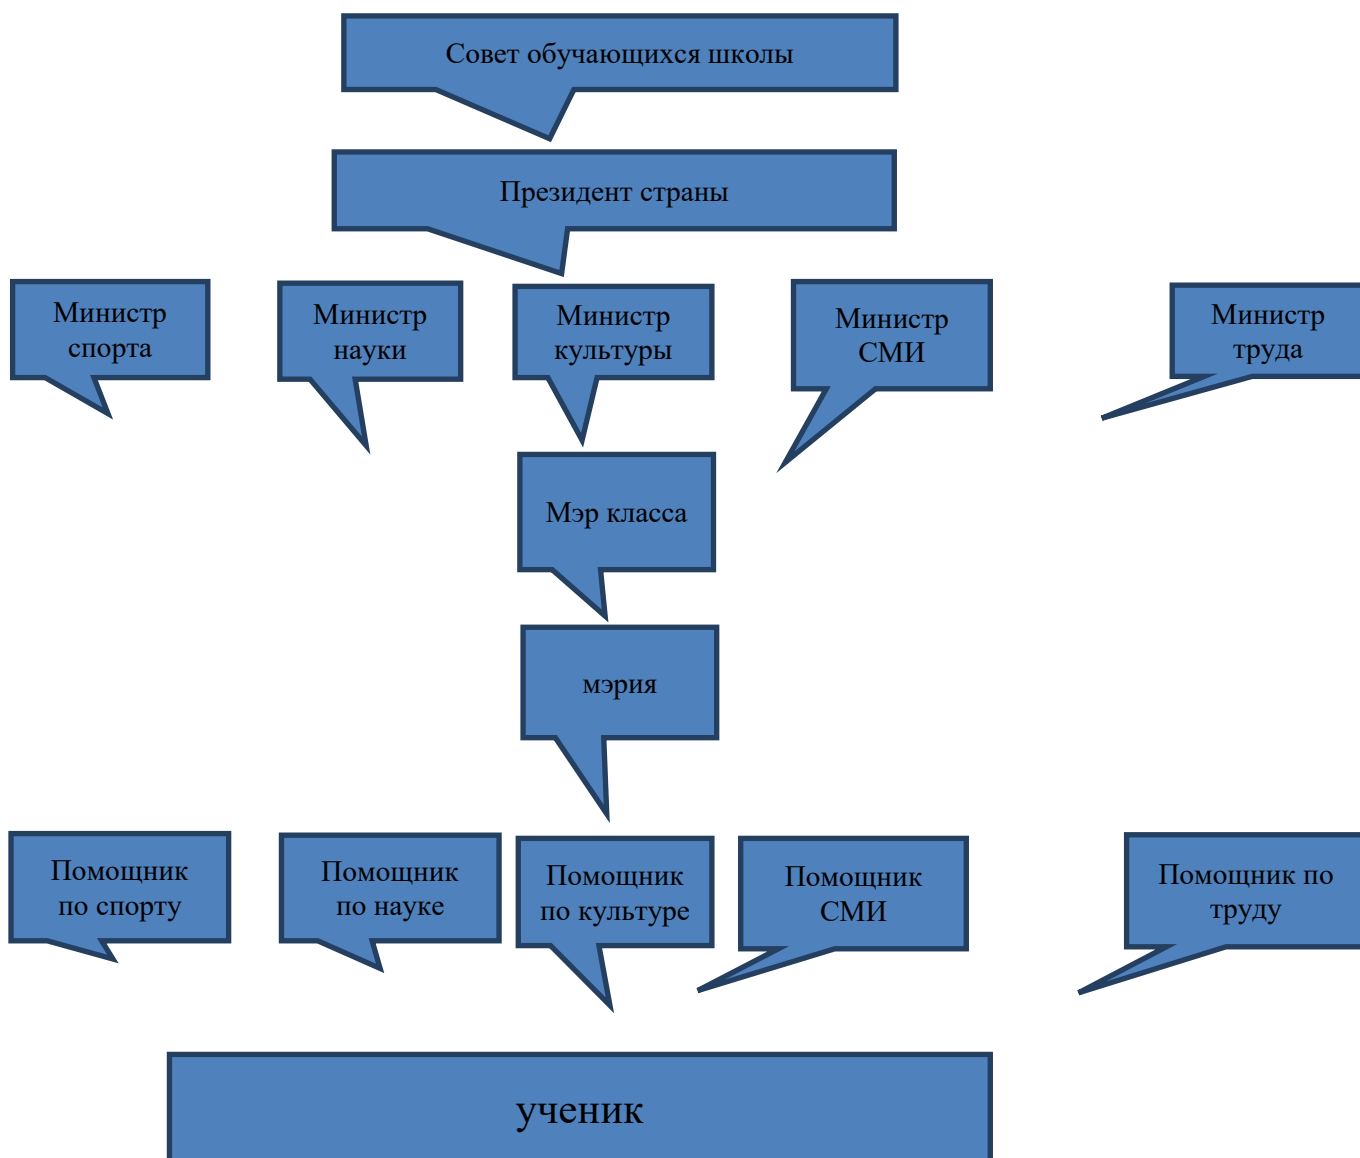 Совет обучающихся школы
Президент страны
Министр
спорта
Министр
науки
Министр
культуры
Министр
СМИ
Министр
труда
Мэр класса
мэрия
Помощник
по спорту
Помощник
по науке
Помощник
по культуре
Помощник
СМИ
Помощник по
труду
ученик